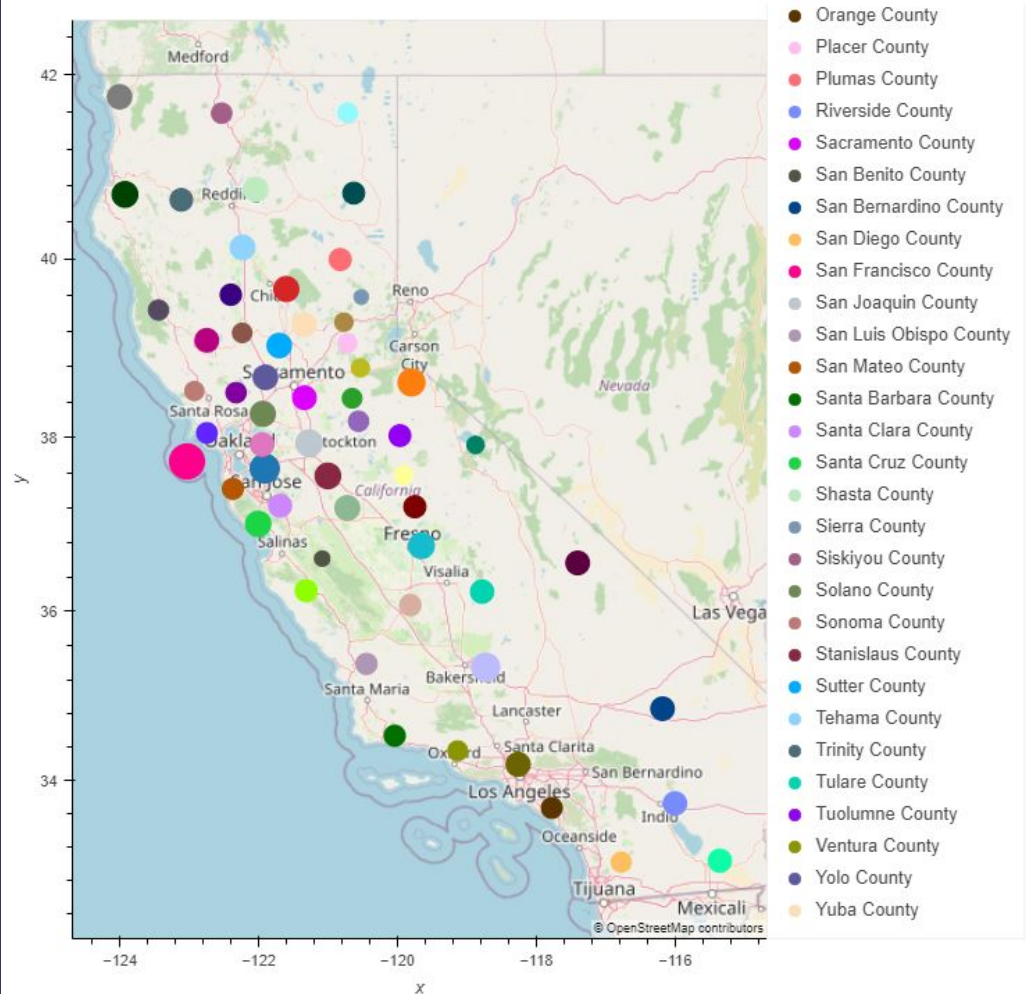 Medford
42
Reddi
40
Chi
Reno
Carson
City
Sacramento
Nevada
Santa Rosa
38
Oakland
tockton
San Jose
California
Fresno
Salinas
Visalia
36
Las Vega
Bakersfield
Santa Maria
Lancaster
Oxnard
Santa Clarita
34
San Bernardino
Los Angeles
Indio
Oceanside
Tijuana
Mexicali
© OpenStreetMap contributors
−124
−122
−120
−118
−116
x
y
Orange County
Placer County
Plumas County
Riverside County
Sacramento County
San Benito County
San Bernardino County
San Diego County
San Francisco County
San Joaquin County
San Luis Obispo County
San Mateo County
Santa Barbara County
Santa Clara County
Santa Cruz County
Shasta County
Sierra County
Siskiyou County
Solano County
Sonoma County
Stanislaus County
Sutter County
Tehama County
Trinity County
Tulare County
Tuolumne County
Ventura County
Yolo County
Yuba County